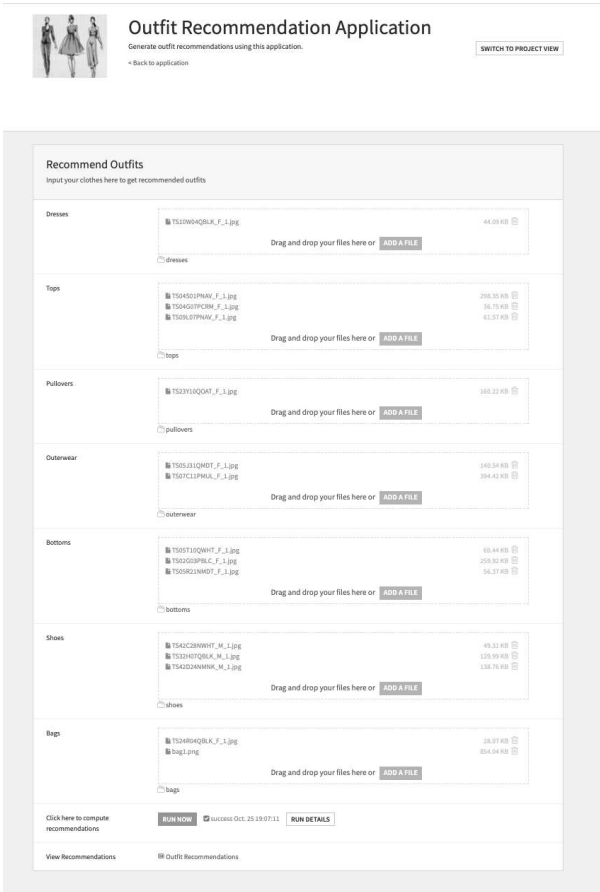 Outfit Recommendation Application
Generate outfit recommendations using this application.
< Back to application
SWITCH TO PROJECT VIEW
Recommend Outfits
Input your clothes here to get recommended outfits
Dresses
TS10W04QBLK_F_1.jpg 44.09 KB
Drag and drop your files here or ADD A FILE
dresses
Tops
TS04S01PNAV_F_1.jpg 298.35 KB
TS04G07PCRM_F_1.jpg 36.75 KB
TS09L07PNAV_F_1.jpg 61.57 KB
Drag and drop your files here or ADD A FILE
tops
Pullovers
TS23Y10QOAT_F_1.jpg 160.22 KB
Drag and drop your files here or ADD A FILE
pullovers
Outerwear
TS05J31QMDT_F_1.jpg 140.54 KB
TS07C11PMUL_F_1.jpg 394.42 KB
Drag and drop your files here or ADD A FILE
outerwear
Bottoms
TS05T10QWHT_F_1.jpg 60.44 KB
TS02G03PBLC_F_1.jpg 259.92 KB
TS05R21NMDT_F_1.jpg 56.37 KB
Drag and drop your files here or ADD A FILE
bottoms
Shoes
TS42C28NWHT_M_1.jpg 49.31 KB
TS32H07QBLK_M_1.jpg 129.99 KB
TS42D24NMNK_M_1.jpg 138.76 KB
Drag and drop your files here or ADD A FILE
shoes
Bags
TS24R04QBLK_F_1.jpg
bag1.png 854.04 KB
Drag and drop your files here or ADD A FILE
bags
Click here to compute
recommendations
RUN NOW success Oct. 25 19:07:11 RUN DETAILS
View Recommendations Outfit Recommendations